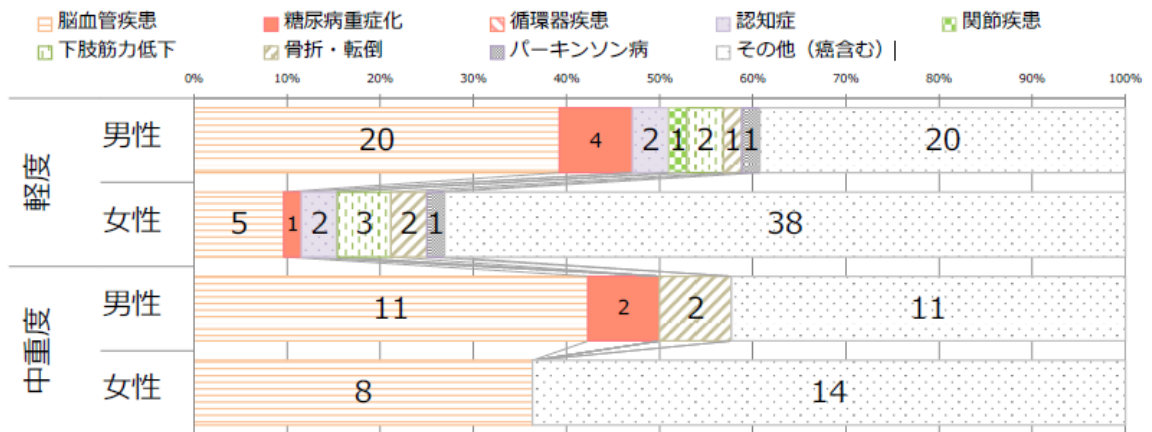 脳血管疾患 糖尿病重症化 循環器疾患 認知症 関節疾患
下肢筋力低下 骨折・転倒 パーキンソン病 その他（癌含む）
0% 10% 20% 30% 40% 50% 60% 70% 80% 90% 100%
軽度
男性 20 4 2 1 2 1 1 20
女性 5 1 2 3 2 1 38
中重度
男性 11 2 2 11
女性 8 14